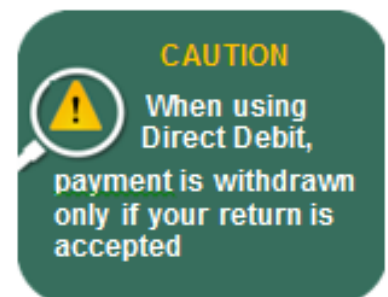 CAUTION
When using
Direct Debit,
payment is withdrawn
only if your return is
accepted